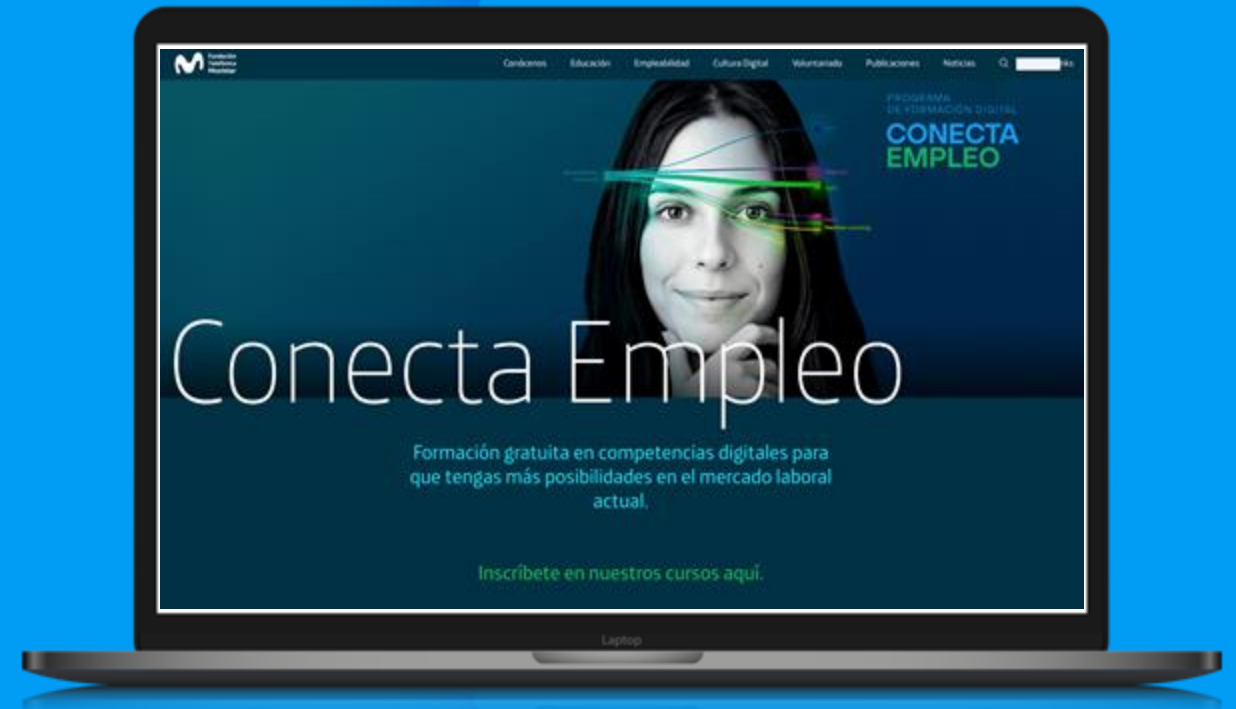 Fundación
Telefónica
Movistar
Conócenos Educación Empleabilidad Cultura Digital Voluntariado Publicaciones Noticias
PROGRAMA
DE FORMACIÓN DIGITAL
CONECTA
EMPLEO
Conecta Empleo
Formación gratuita en competencias digitales para
que tengas más posibilidades en el mercado laboral
actual.
Inscríbete en nuestros cursos aquí.
Laptop